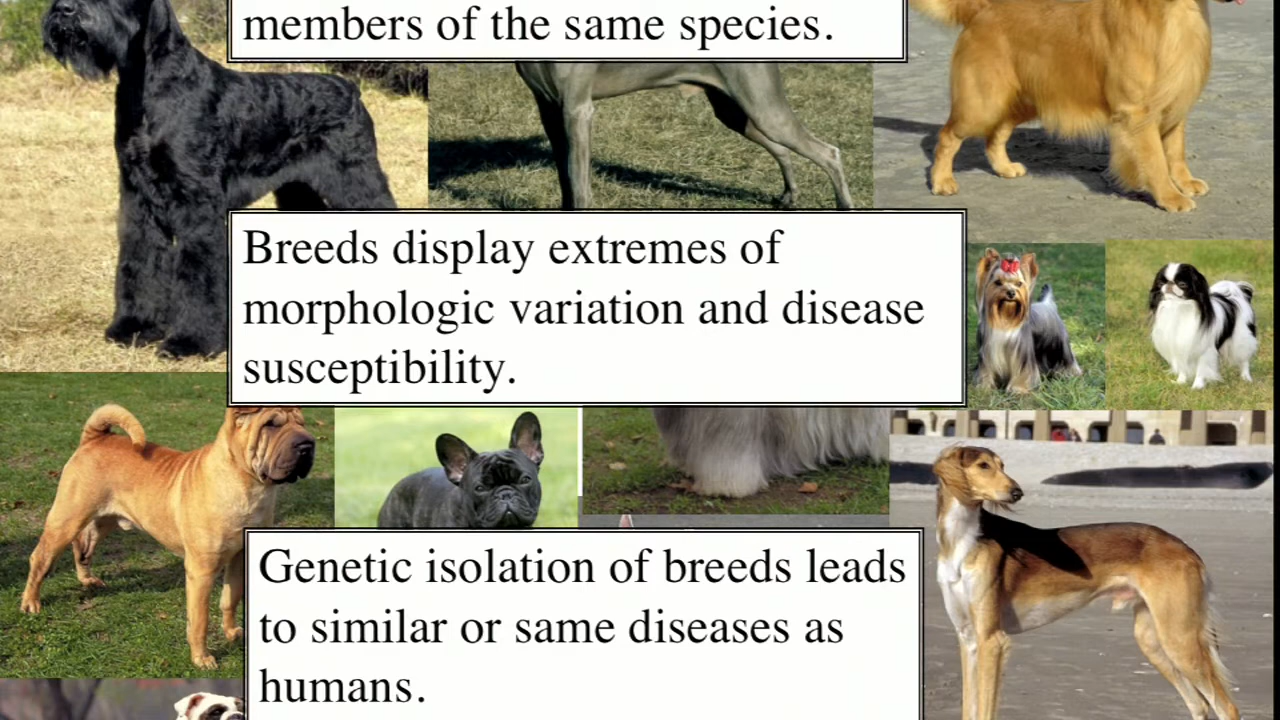 members of the same species.
Breeds display extremes of
morphologic variation and disease
susceptibility.
Genetic isolation of breeds leads
to similar or same diseases as
humans.